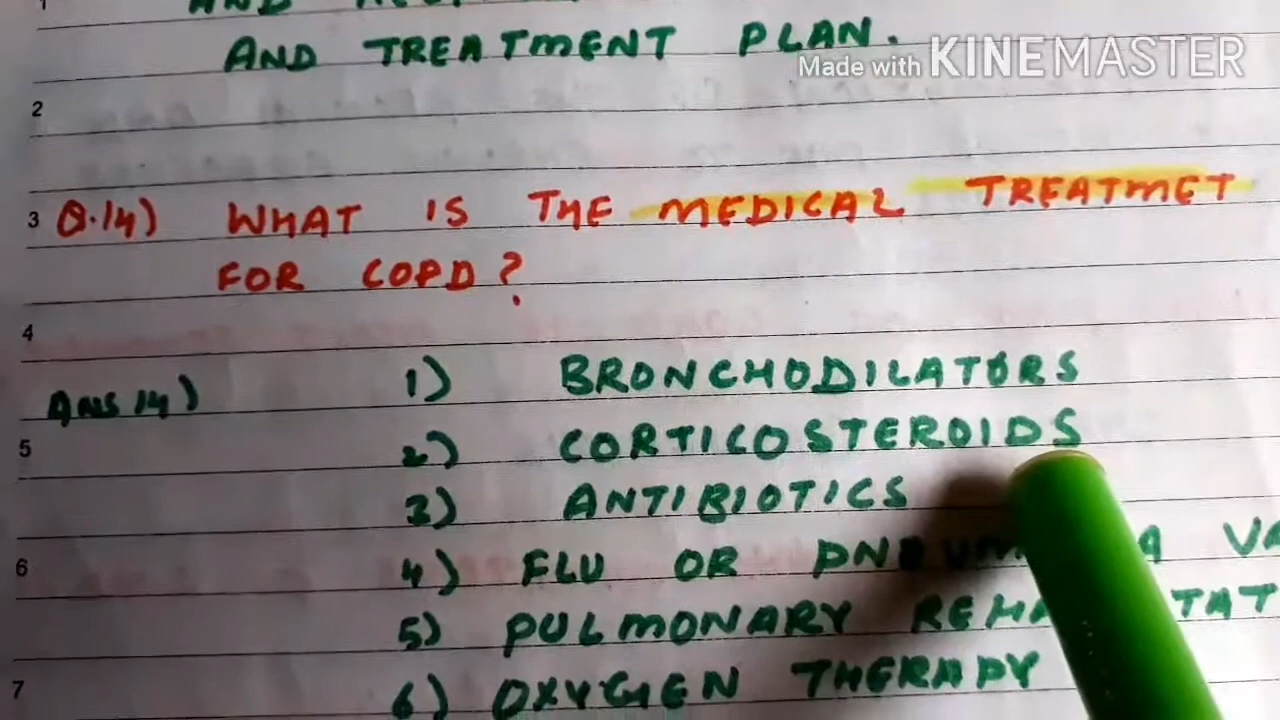 1
AND TREATMENT PLAN.
Made with KINEMASTER
2
3 Q.14) WHAT IS THE MEDICAL TREATMET
FOR COPD?
4
Ans 14) 1) BRONCHODILATORS
5 2) CORTICOSTEROIDS
3) ANTIBIOTICS
6 4) FLU OR
5) PULMONARY
7 6) OXYGEN THERAPY